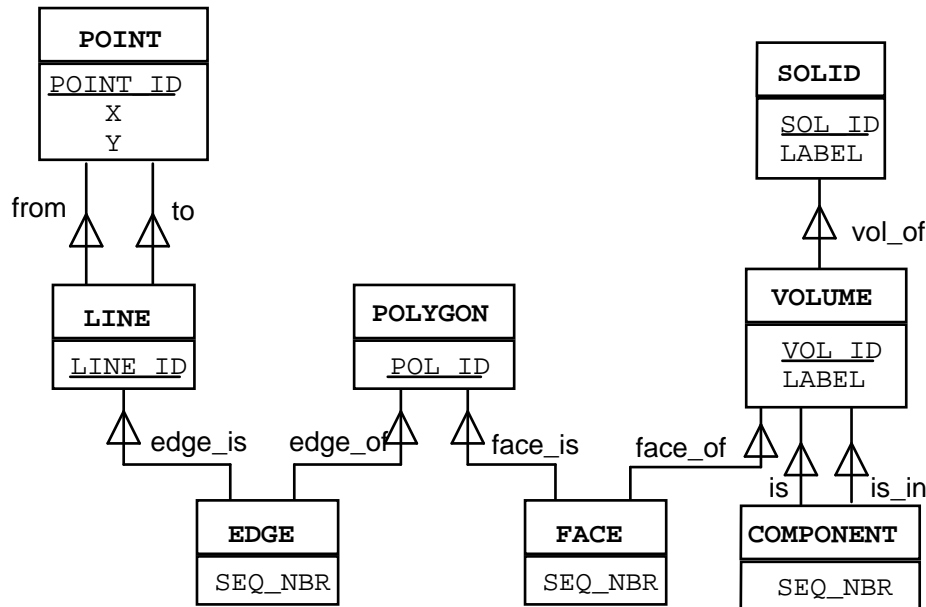 POINT
POINT_ID
X
Y
SOLID
SOL_ID
LABEL
from
to
vol_of
LINE
LINE_ID
POLYGON
POL_ID
VOLUME
VOL_ID
LABEL
edge_is
edge_of
face_is
face_of
is
is_in
EDGE
SEQ_NBR
FACE
SEQ_NBR
COMPONENT
SEQ_NBR